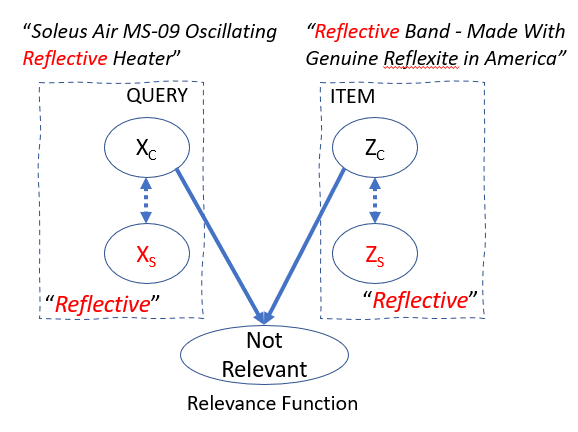 “Soleus Air MS-09 Oscillating
Reflective Heater”
“Reflective Band - Made With
Genuine Reflexite in America”
QUERY
ITEM
XC
ZC
XS
ZS
“Reflective”
“Reflective”
Not
Relevant
Relevance Function